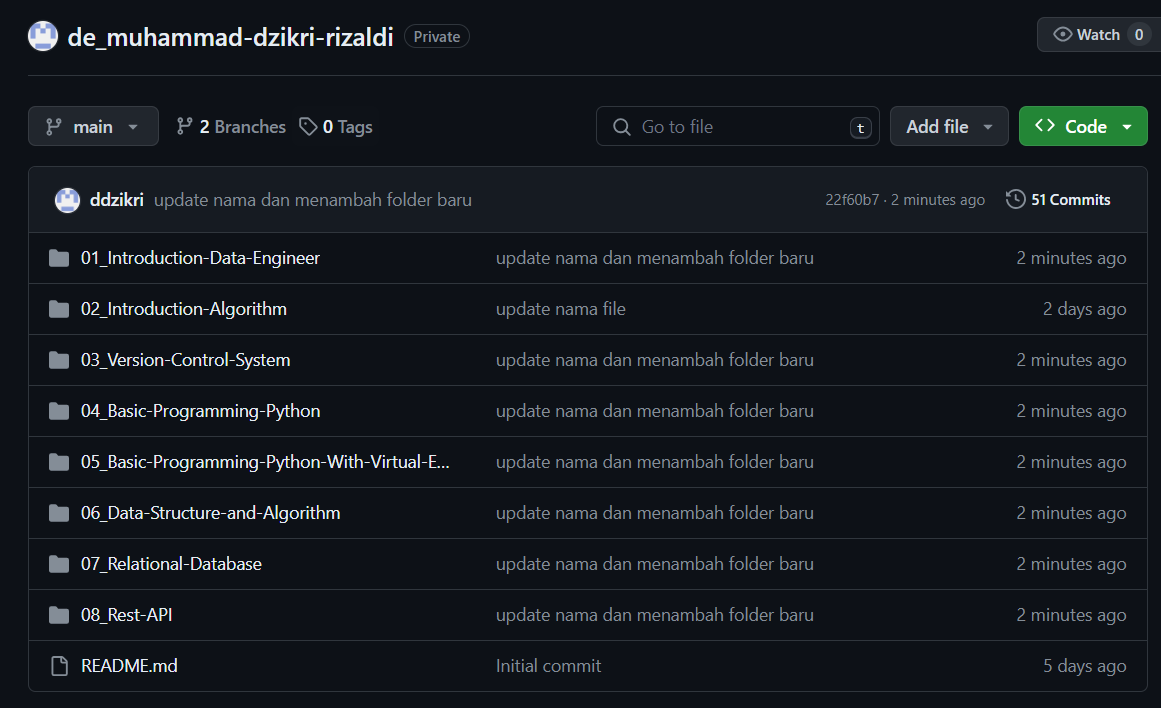 de_muhammad-dzikri-rizaldi Private Watch 0
main 2 Branches 0 Tags Go to file t Add file Code
ddzikri update nama dan menambah folder baru 22f60b7 · 2 minutes ago 51 Commits
01_Introduction-Data-Engineer update nama dan menambah folder baru 2 minutes ago
02_Introduction-Algorithm update nama file 2 days ago
03_Version-Control-System update nama dan menambah folder baru 2 minutes ago
04_Basic-Programming-Python update nama dan menambah folder baru 2 minutes ago
05_Basic-Programming-Python-With-Virtual-E... update nama dan menambah folder baru 2 minutes ago
06_Data-Structure-and-Algorithm update nama dan menambah folder baru 2 minutes ago
07_Relational-Database update nama dan menambah folder baru 2 minutes ago
08_Rest-API update nama dan menambah folder baru 2 minutes ago
README.md Initial commit 5 days ago